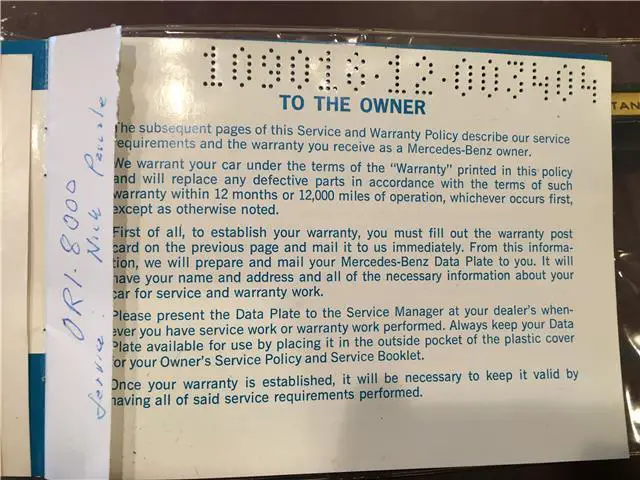 109016·12·003404
TO THE OWNER
The subsequent pages of this Service and Warranty Policy describe our service
requirements and the warranty you receive as a Mercedes-Benz owner.
We warrant your car under the terms of the “Warranty” printed in this policy
and will replace any defective parts in accordance with the terms of such
warranty within 12 months or 12,000 miles of operation, whichever occurs first,
except as otherwise noted.
First of all, to establish your warranty, you must fill out the warranty post
card on the previous page and mail it to us immediately. From this informa-
tion, we will prepare and mail your Mercedes-Benz Data Plate to you. It will
have your name and address and all of the necessary information about your
car for service and warranty work.
Please present the Data Plate to the Service Manager at your dealer's when-
ever you have service work or warranty work performed. Always keep your Data
Plate available for use by placing it in the outside pocket of the plastic cover
for your Owner's Service Policy and Service Booklet.
Once your warranty is established, it will be necessary to keep it valid by
having all of said service requirements performed.
OR1-8000
Service: Nick
TAN